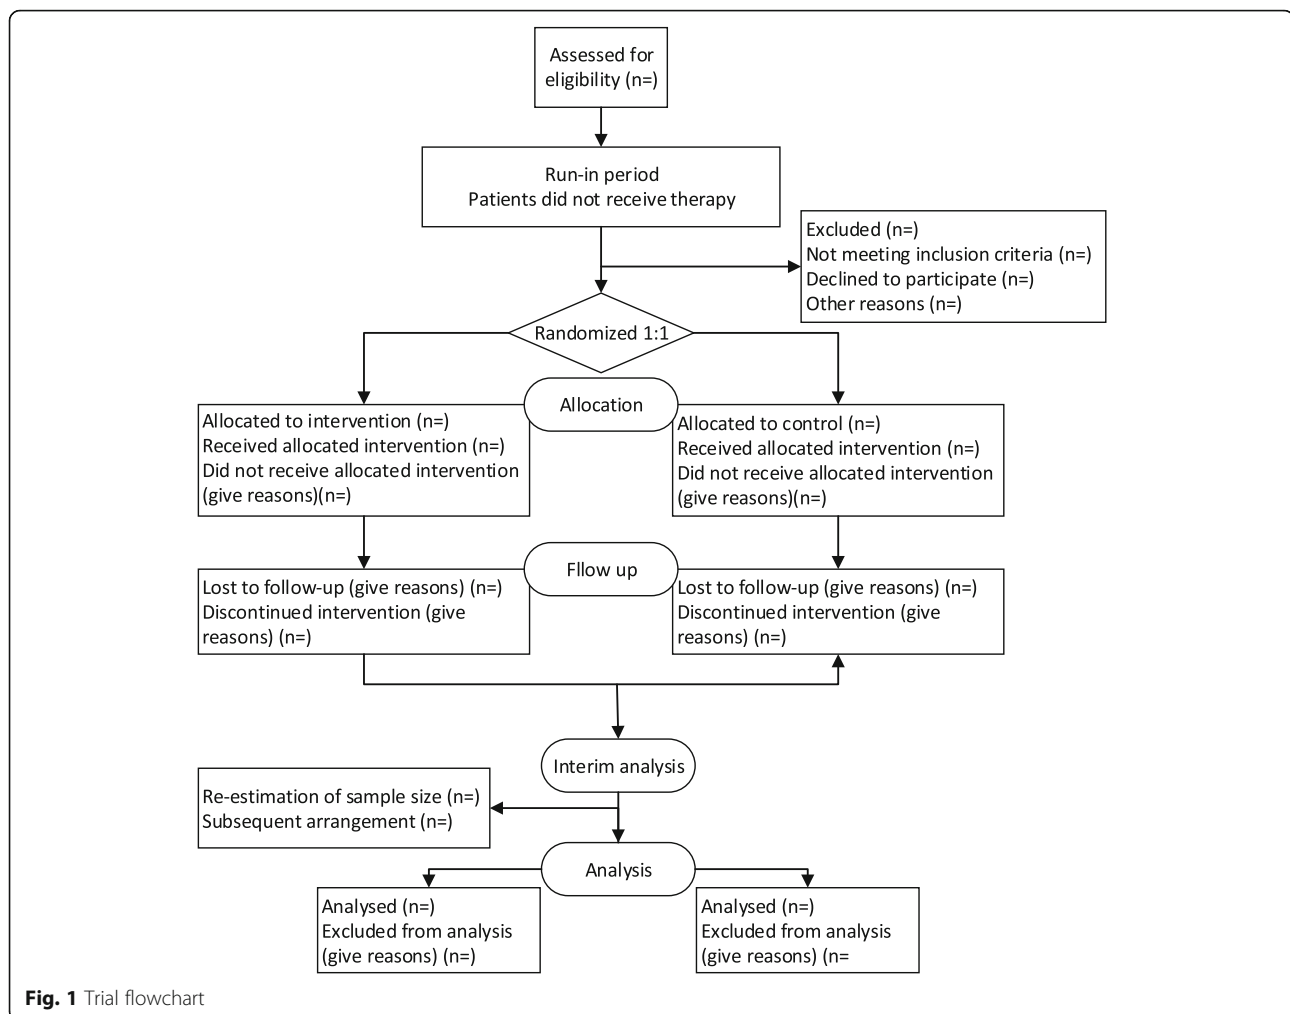 Assessed for
eligibility (n=)
Run-in period
Patients did not receive therapy
Excluded (n=)
Not meeting inclusion criteria (n=)
Declined to participate (n=)
Other reasons (n=)
Randomized 1:1
Allocation
Allocated to intervention (n=)
Received allocated intervention (n=)
Did not receive allocated intervention
(give reasons)(n=)
Allocated to control (n=)
Received allocated intervention (n=)
Did not receive allocated intervention
(give reasons)(n=)
Fllow up
Lost to follow-up (give reasons) (n=)
Discontinued intervention (give
reasons) (n=)
Lost to follow-up (give reasons) (n=)
Discontinued intervention (give
reasons) (n=)
Interim analysis
Re-estimation of sample size (n=)
Subsequent arrangement (n=)
Analysis
Analysed (n=)
Excluded from analysis
(give reasons) (n=)
Analysed (n=)
Excluded from analysis
(give reasons) (n=
Fig. 1 Trial flowchart